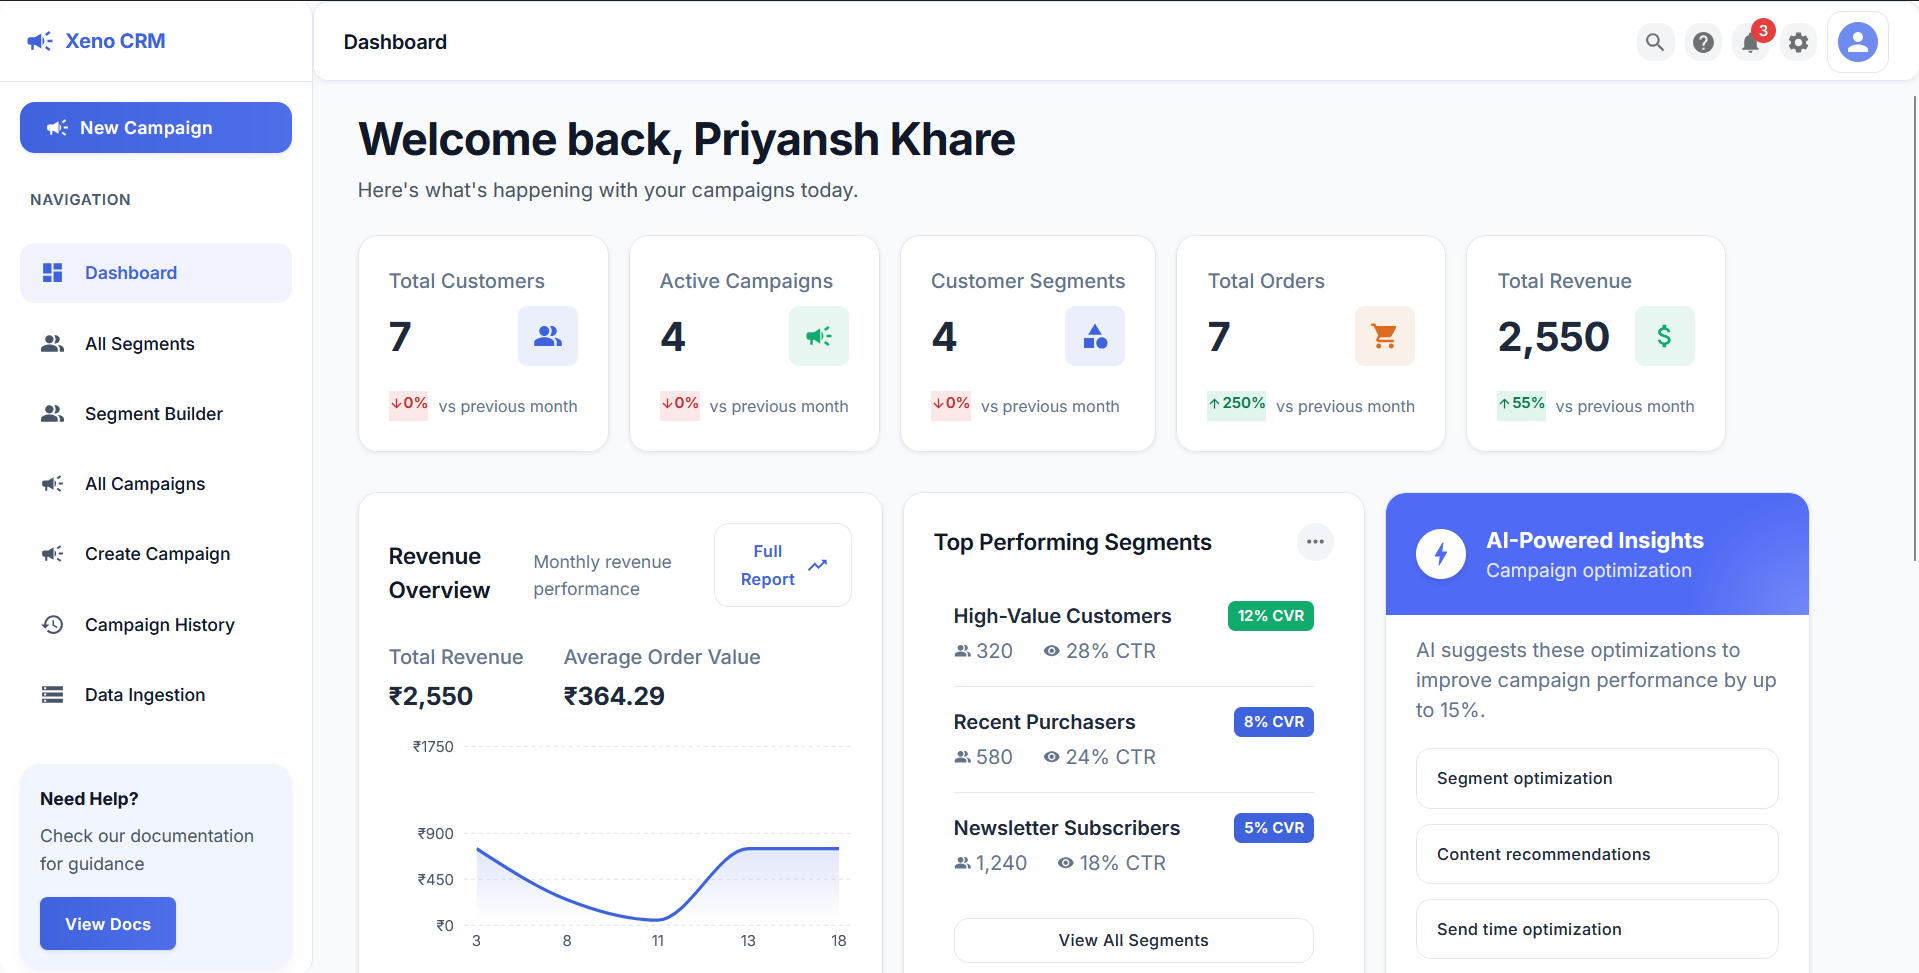 Xeno CRM
New Campaign
NAVIGATION
Dashboard
All Segments
Segment Builder
All Campaigns
Create Campaign
Campaign History
Data Ingestion
Need Help?
Check our documentation
for guidance
View Docs
Dashboard
3
Welcome back, Priyansh Khare
Here's what's happening with your campaigns today.
Total Customers
7
↓0% vs previous month
Active Campaigns
4
↓0% vs previous month
Customer Segments
4
↓0% vs previous month
Total Orders
7
↑250% vs previous month
Total Revenue
2,550
↑55% vs previous month
Revenue
Overview
Monthly revenue
performance
Full
Report
Total Revenue
₹2,550
Average Order Value
₹364.29
₹1750
₹900
₹450
₹0
3 8 11 13 18
Top Performing Segments
High-Value Customers 12% CVR
320 28% CTR
Recent Purchasers 8% CVR
580 24% CTR
Newsletter Subscribers 5% CVR
1,240 18% CTR
View All Segments
AI-Powered Insights
Campaign optimization
AI suggests these optimizations to
improve campaign performance by up
to 15%.
Segment optimization
Content recommendations
Send time optimization